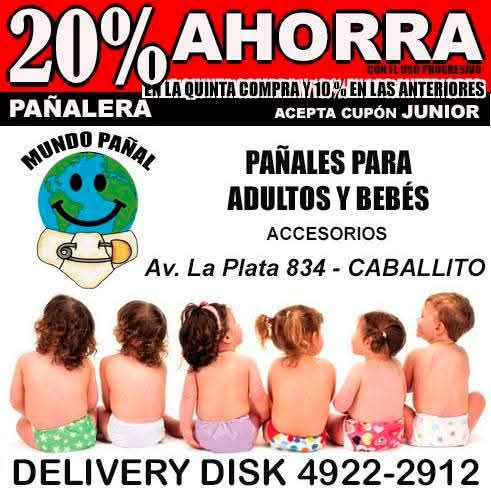 20% AHORRA
CON EL USO PROGRESIVO
EN LA QUINTA COMPRA Y 10% EN LAS ANTERIORES
PAÑALERA
ACEPTA CUPÓN JUNIOR
MUNDO PAÑAL
PAÑALES PARA
ADULTOS Y BEBÉS
ACCESORIOS
Av. La Plata 834 - CABALLITO
DELIVERY DISK 4922-2912